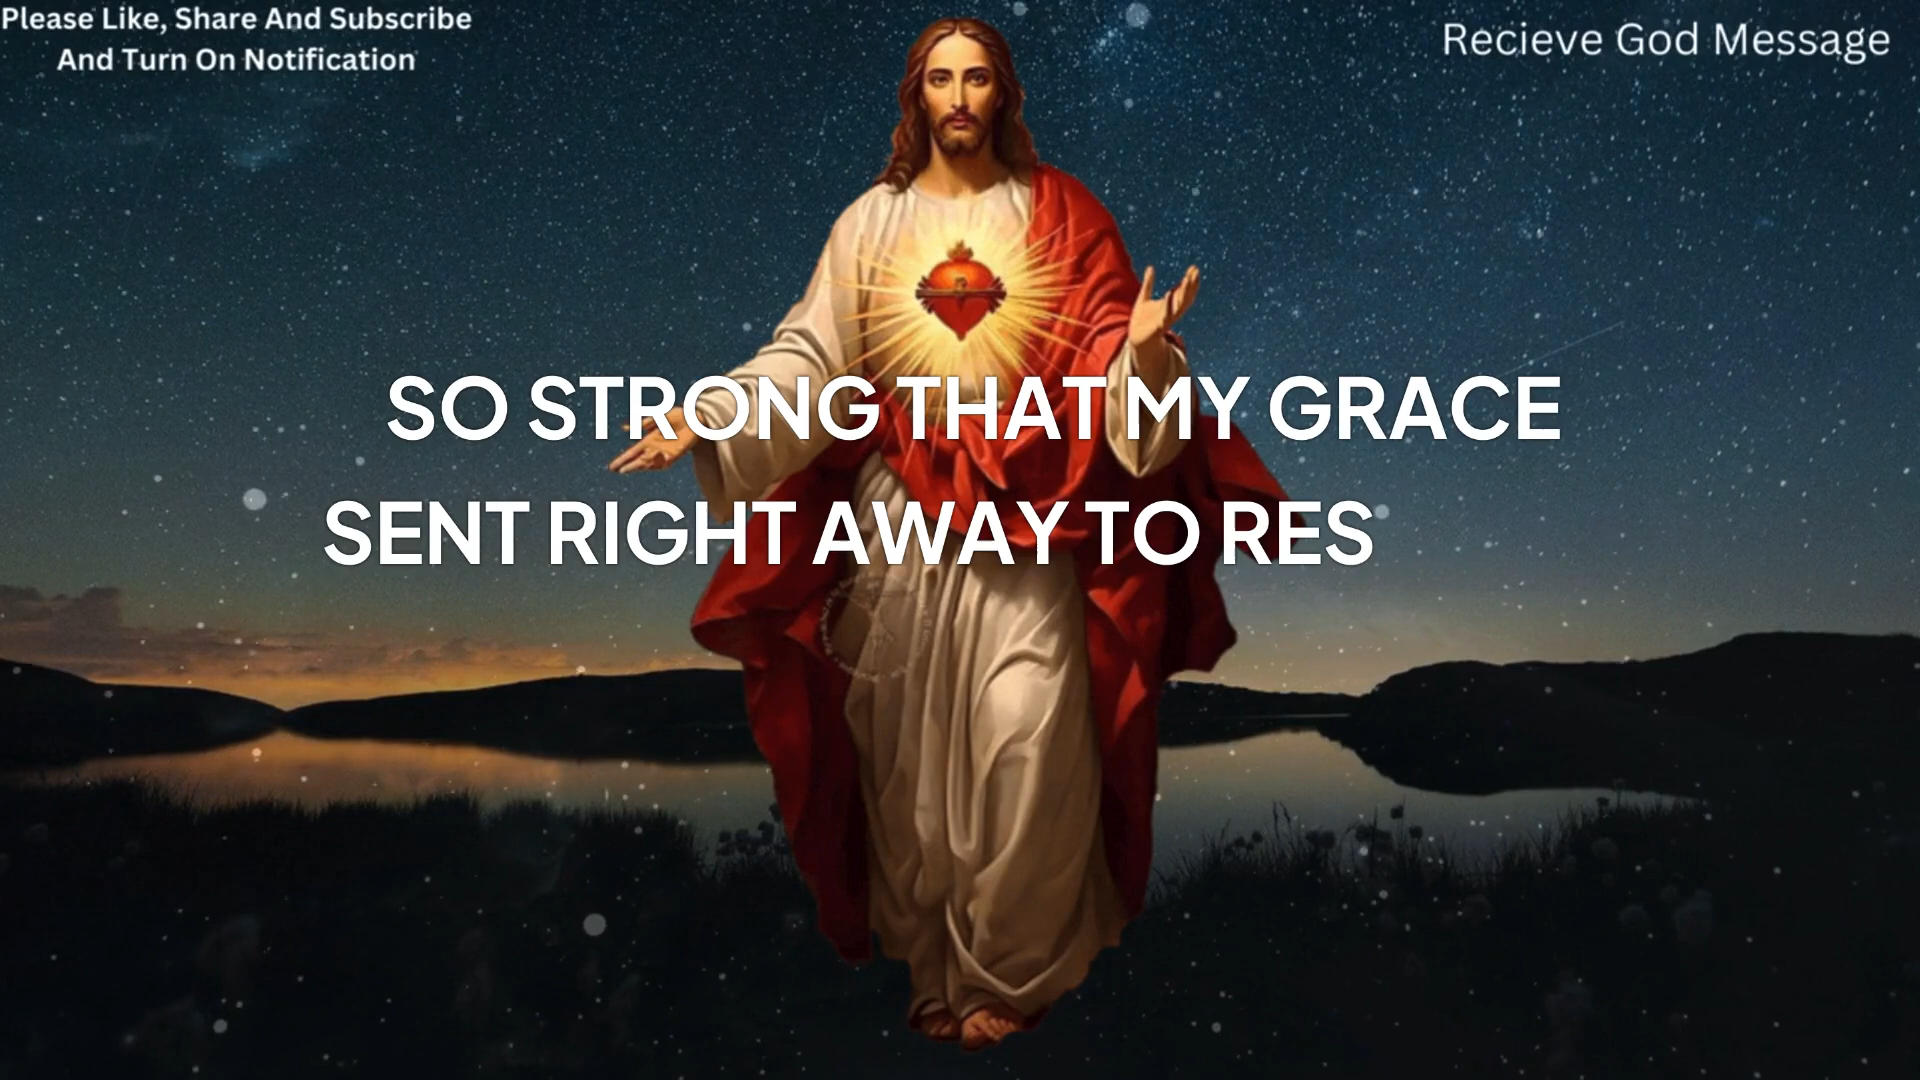 Please Like, Share And Subscribe
And Turn On Notification
Recieve God Message
SO STRONG THAT MY GRACE
SENT RIGHT AWAY TO RES